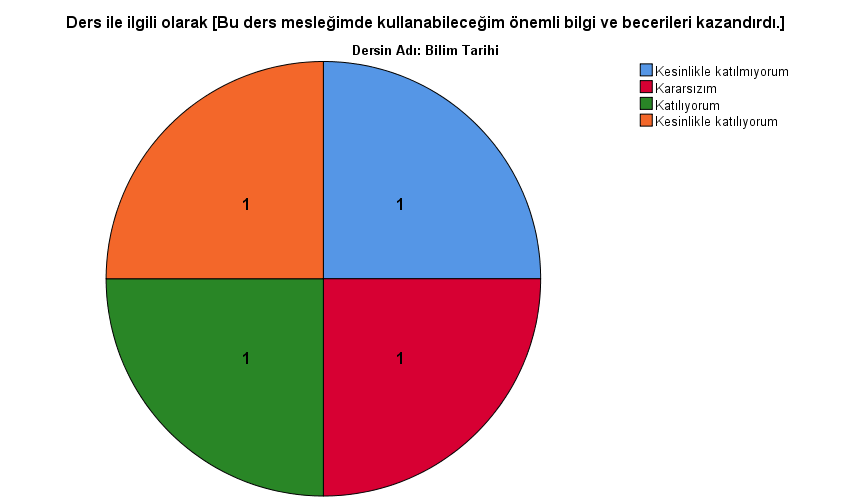 Ders ile ilgili olarak [Bu ders mesleğimde kullanabileceğim önemli bilgi ve becerileri kazandırdı.]
Dersin Adı: Bilim Tarihi
Kesinlikle katılmıyorum
Kararsızım
Katılıyorum
Kesinlikle katılıyorum
1
1
1
1